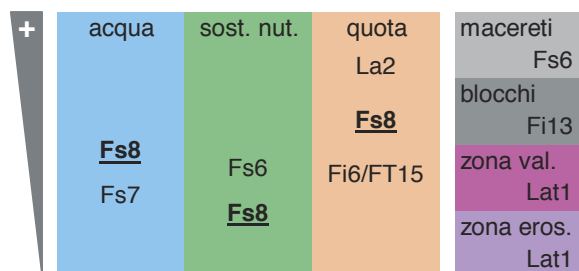 +
acqua
Fs8
Fs7
sost. nut.
Fs6
Fs8
quota
La2
Fs8
Fi6/FT15
macereti
Fs6
blocchi
Fi13
zona val.
Lat1
zona eros.
Lat1